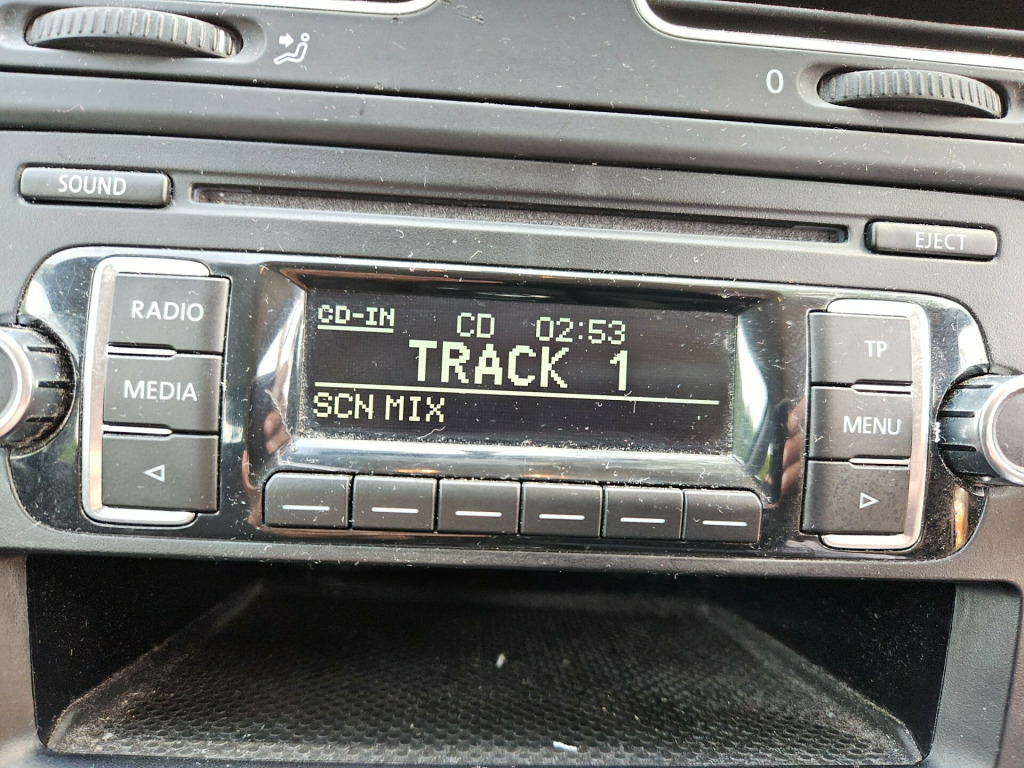 0
SOUND
EJECT
RADIO
MEDIA
CD-IN
CD 02:53
TRACK 1
SCN MIX
TP
MENU